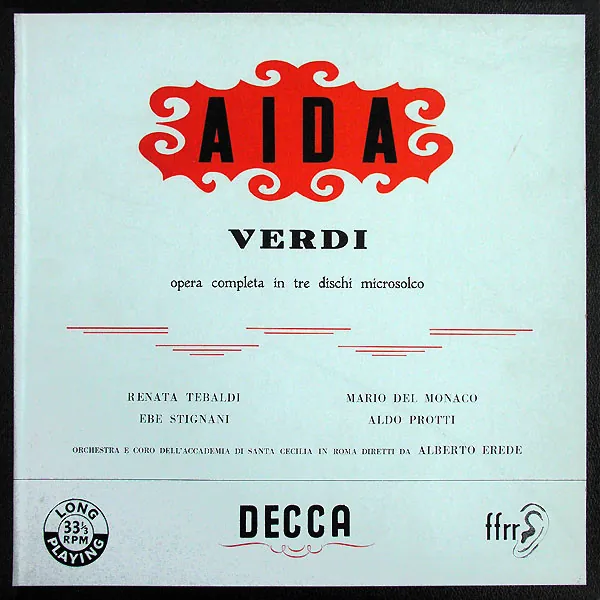 AIDA
VERDI
opera completa in tre dischi microsolco
RENATA TEBALDI
MARIO DEL MONACO
EBE STIGNANI
ALDO PROTTI
ORCHESTRA E CORO DELL'ACCADEMIA DI SANTA CECILIA IN ROMA DIRETTI DA ALBERTO EREDE
LONG
33⅓
RPM
PLAYING
DECCA
ffrr